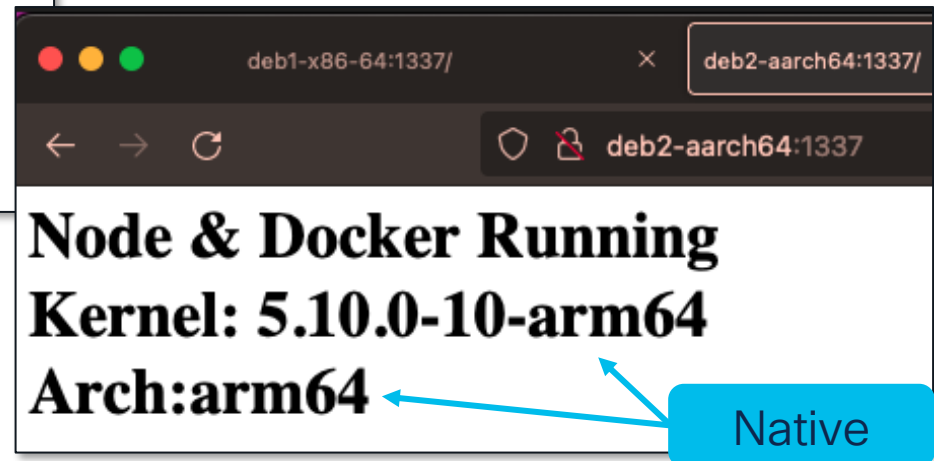 deb1-x86-64:1337/
deb2-aarch64:1337/
deb2-aarch64:1337
Node & Docker Running
Kernel: 5.10.0-10-arm64
Arch:arm64
Native